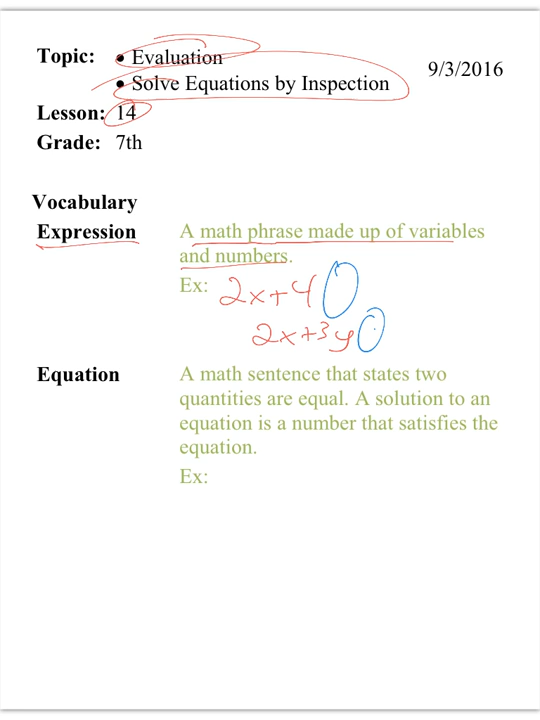 Topic: • Evaluation
• Solve Equations by Inspection
9/3/2016
Lesson: 14
Grade: 7th
Vocabulary
Expression A math phrase made up of variables
and numbers.
Ex: 2x+4
2x+3y
Equation A math sentence that states two
quantities are equal. A solution to an
equation is a number that satisfies the
equation.
Ex: